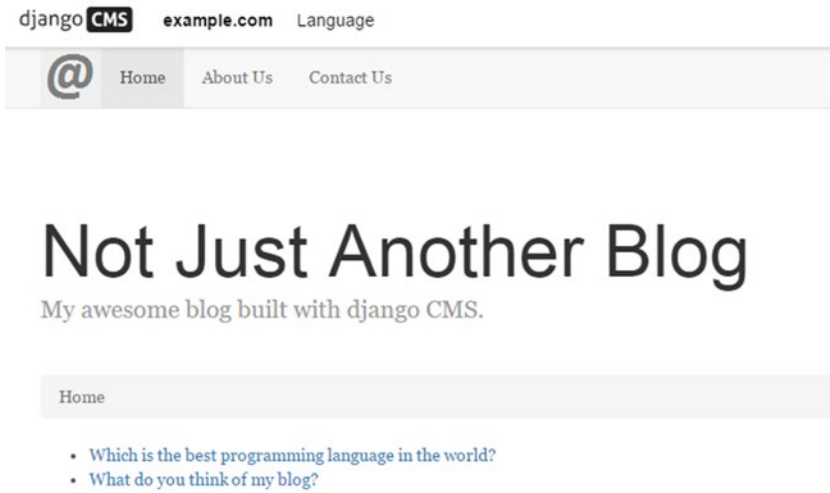 django CMS example.com Language
@ Home About Us Contact Us
Not Just Another Blog
My awesome blog built with django CMS.
Home
• Which is the best programming language in the world?
• What do you think of my blog?